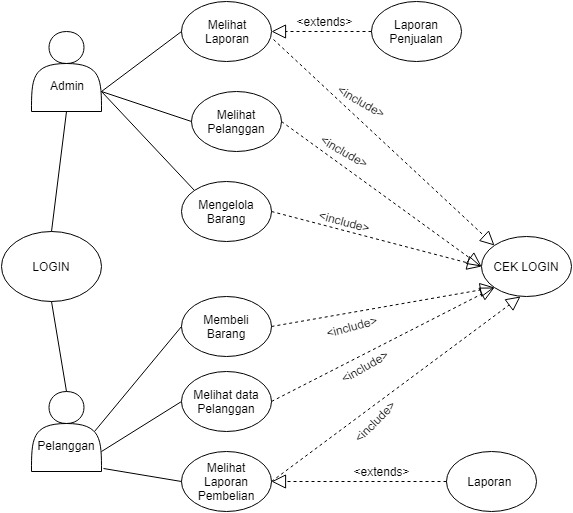 Melihat
Laporan
<extends>
Laporan
Penjualan
Admin
<include>
Melihat
Pelanggan
<include>
Mengelola
Barang
<include>
LOGIN
CEK LOGIN
Membeli
Barang
<include>
Melihat data
Pelanggan
<include>
Pelanggan
<include>
Melihat
Laporan
Pembelian
<extends>
Laporan